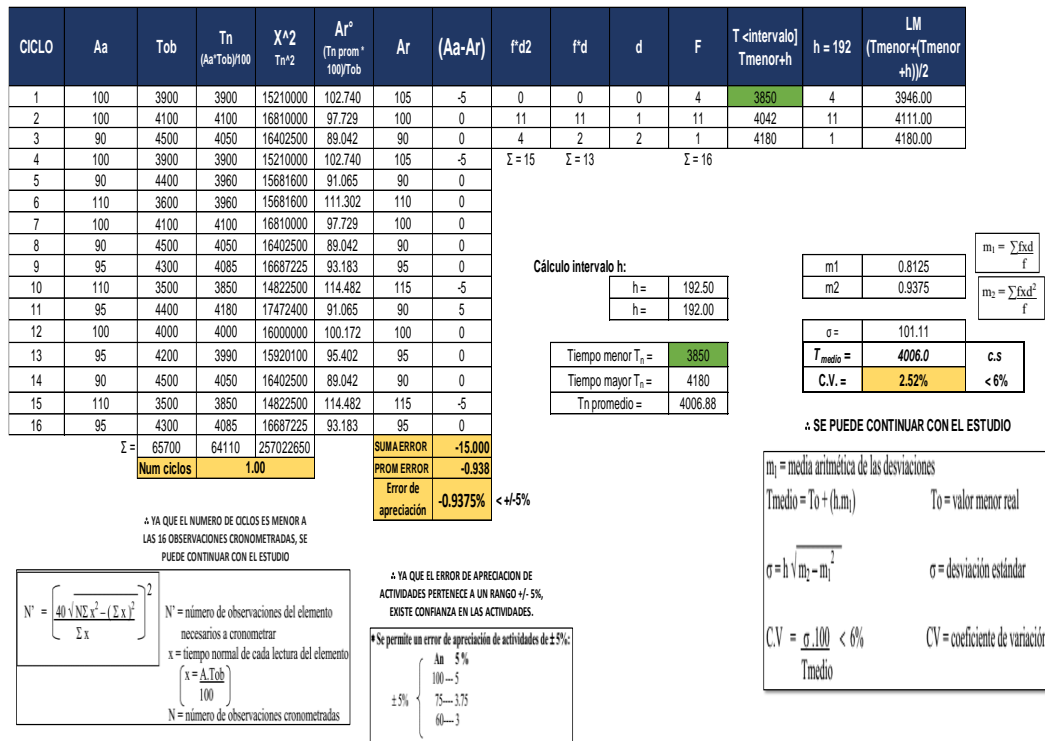 CICLO Aa Tob Tn (Aa*Tob)/100 X^2 Tn^2 Ar° (Tn prom * 100)/Tob Ar (Aa-Ar) f*d2 f*d d F T <intervalo] Tmenor+h h = 192 LM (Tmenor+(Tmenor +h))/2
1 100 3900 3900 15210000 102.740 105 -5 0 0 0 4 3850 4 3946.00
2 100 4100 4100 16810000 97.729 100 0 11 11 1 11 4042 11 4111.00
3 90 4500 4050 16402500 89.042 90 0 4 2 2 1 4180 1 4180.00
4 100 3900 3900 15210000 102.740 105 -5 Σ = 15 Σ = 13 Σ = 16
5 90 4400 3960 15681600 91.065 90 0
6 110 3600 3960 15681600 111.302 110 0
7 100 4100 4100 16810000 97.729 100 0
8 90 4500 4050 16402500 89.042 90 0
9 95 4300 4085 16687225 93.183 95 0
10 110 3500 3850 14822500 114.482 115 -5
11 95 4400 4180 17472400 91.065 90 5
12 100 4000 4000 16000000 100.172 100 0
13 95 4200 3990 15920100 95.402 95 0
14 90 4500 4050 16402500 89.042 90 0
15 110 3500 3850 14822500 114.482 115 -5
16 95 4300 4085 16687225 93.183 95 0
Σ = 65700 64110 257022650 SUMA ERROR -15.000
Num ciclos 1.00 PROM ERROR -0.938
Error de apreciación -0.9375% < +/-5%
Cálculo intervalo h:
h = 192.50
h = 192.00
Tiempo menor Tn = 3850
Tiempo mayor Tn = 4180
Tn promedio = 4006.88
m1 0.8125
m2 0.9375
m₁ = ∑fxd
f
m₂ = ∑fxd²
f
σ = 101.11
Tmedio = 4006.0 c.s
C.V. = 2.52% < 6%
∴ SE PUEDE CONTINUAR CON EL ESTUDIO
m₁ = media aritmética de las desviaciones
Tmedio = To + (h.m₁) To = valor menor real
σ = h √m₂ – m₁² σ = desviación estándar
C.V = σ .100 < 6% CV = coeficiente de variación
Tmedio
∴ YA QUE EL NUMERO DE CICLOS ES MENOR A
LAS 16 OBSERVACIONES CRONOMETRADAS, SE
PUEDE CONTINUAR CON EL ESTUDIO
N' = (40 √NΣ x² – (Σ x)²)²
Σ x
N' = número de observaciones del elemento
necesarios a cronometrar
x = tiempo normal de cada lectura del elemento
(x = A.Tob)
100
N = número de observaciones cronometradas
∴ YA QUE EL ERROR DE APRECIACION DE
ACTIVIDADES PERTENECE A UN RANGO +/- 5%,
EXISTE CONFIANZA EN LAS ACTIVIDADES.
* Se permite un error de apreciación de actividades de ± 5%:
An 5 %
100 --- 5
± 5% 75---- 3.75
60---- 3